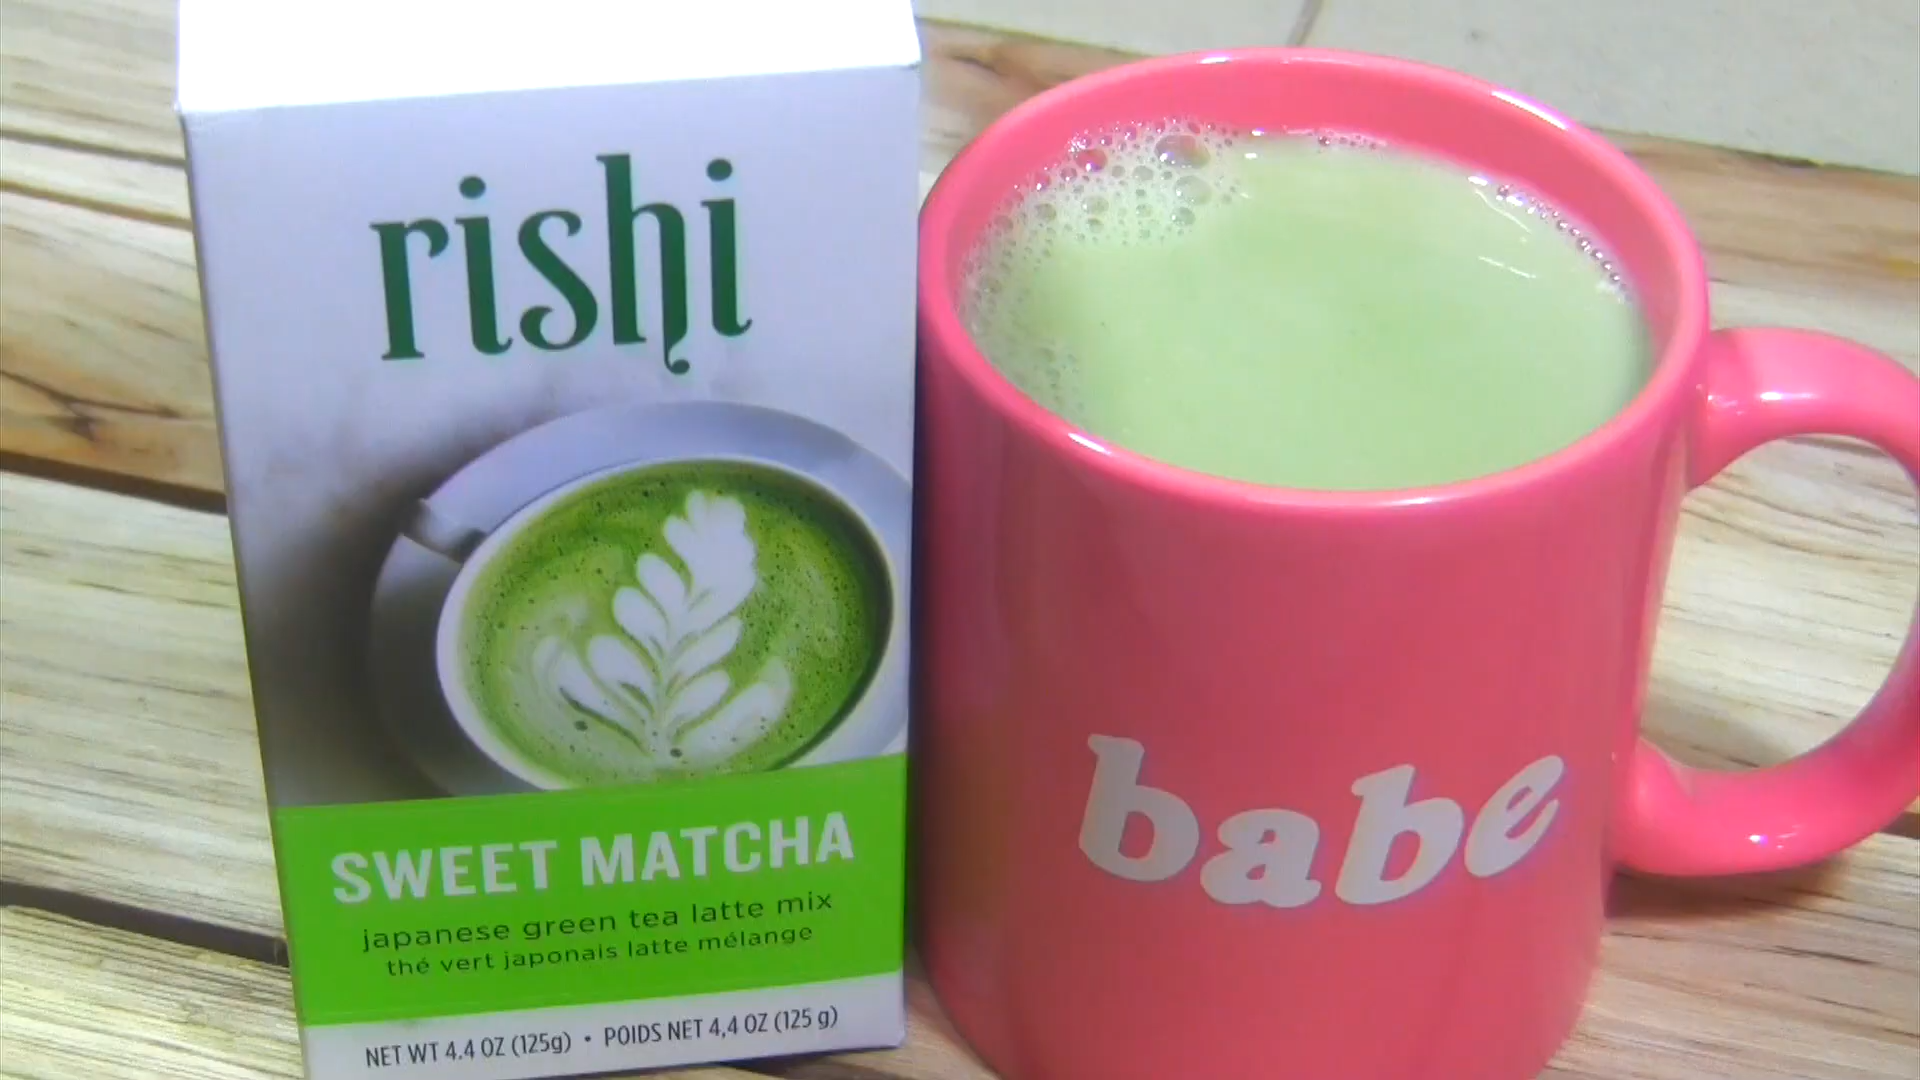 rishi
SWEET MATCHA
japanese green tea latte mix
thé vert japonais latte mélange
NET WT 4.4 OZ (125g) • POIDS NET 4,4 OZ (125 g)
babe